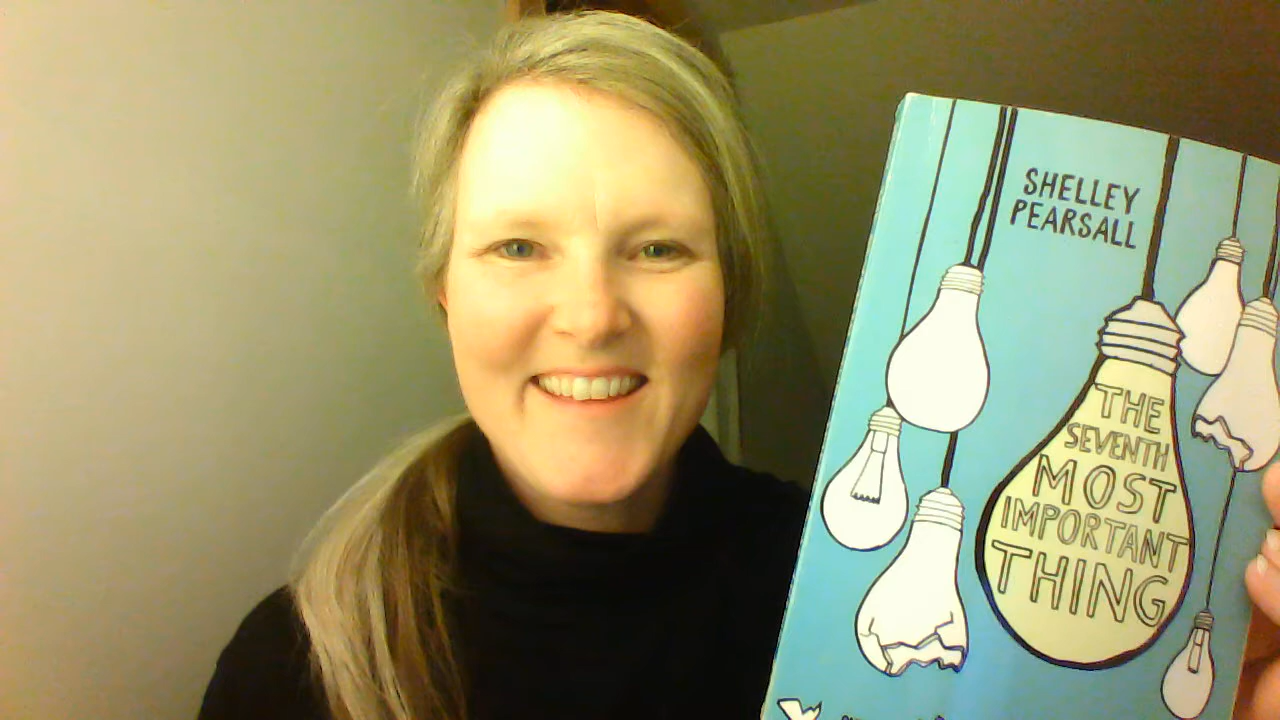 SHELLEY
PEARSALL
THE
SEVENTH
MOST
IMPORTANT
THING